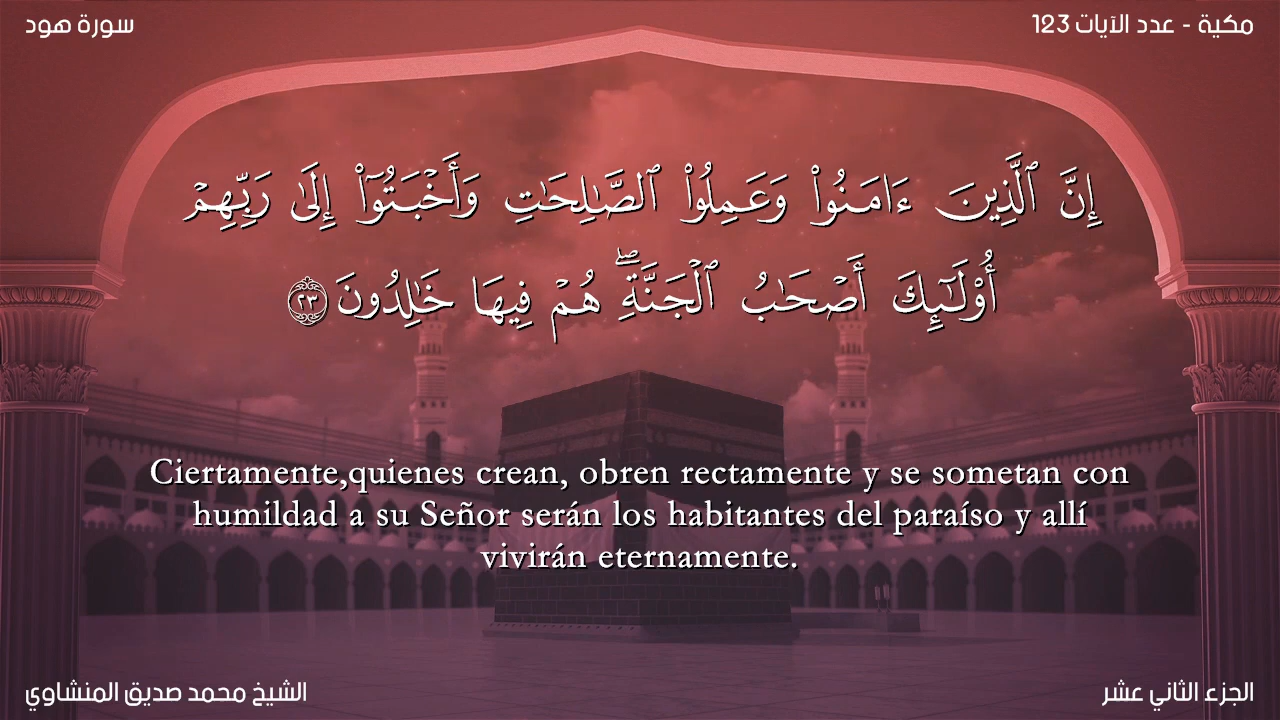 سورة هود
مكية - عدد الآيات 123
إِنَّ ٱلَّذِينَ ءَامَنُواْ وَعَمِلُواْ ٱلصَّٰلِحَٰتِ وَأَخۡبَتُوٓاْ إِلَىٰ رَبِّهِمۡ
أُوْلَٰٓئِكَ أَصۡحَٰبُ ٱلۡجَنَّةِۖ هُمۡ فِيهَا خَٰلِدُونَ ٢٣
Ciertamente,quienes crean, obren rectamente y se sometan con
humildad a su Señor serán los habitantes del paraíso y allí
vivirán eternamente.
الشيخ محمد صديق المنشاوي
الجزء الثاني عشر